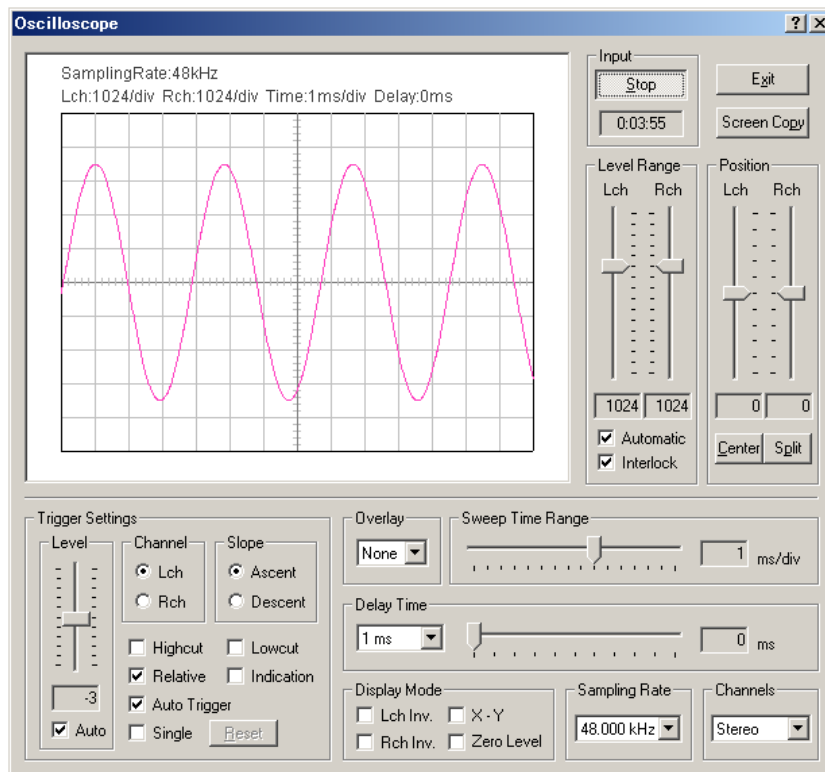 Oscilloscope
SamplingRate:48kHz
Lch:1024/div Rch:1024/div Time:1ms/div Delay:0ms
Input
Stop
0:03:55
Exit
Screen Copy
Level Range
Lch Rch
1024 1024
Automatic
Interlock
Position
Lch Rch
0 0
Center Split
Trigger Settings
Level
-3
Auto
Channel
Lch
Rch
Slope
Ascent
Descent
Highcut Lowcut
Relative Indication
Auto Trigger
Single Reset
Overlay
None
Sweep Time Range
1 ms/div
Delay Time
1 ms
0 ms
Display Mode
Lch Inv. X - Y
Rch Inv. Zero Level
Sampling Rate
48.000 kHz
Channels
Stereo